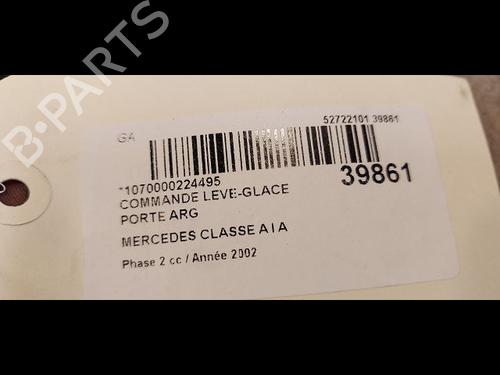 B-PARTS
GA
52722101 39861
*1070000224495
39861
COMMANDE LEVE-GLACE
PORTE ARG
MERCEDES CLASSE A I A
Phase 2 cc / Année 2002